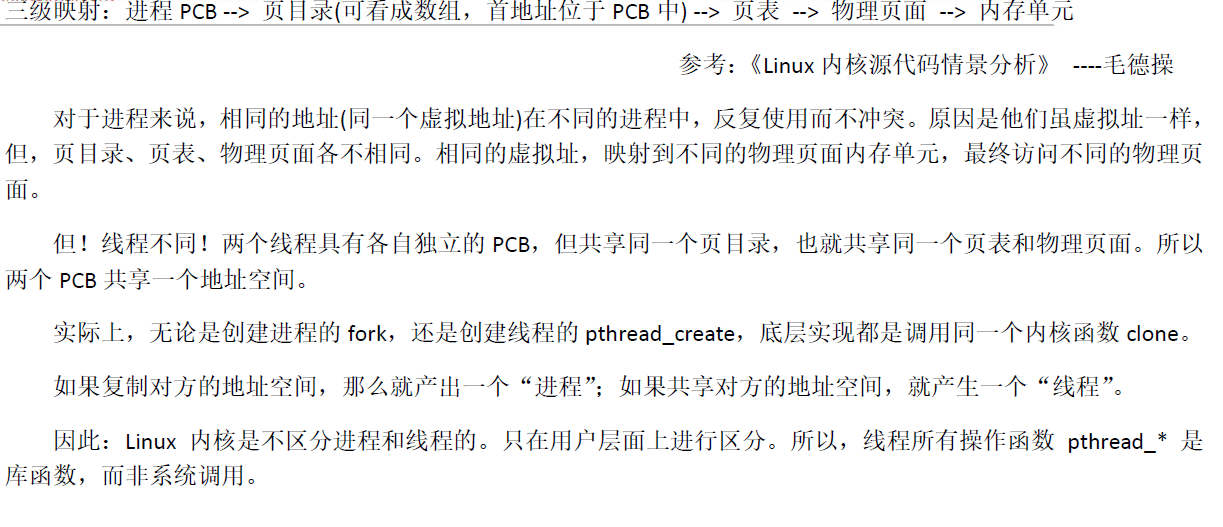 三级映射：进程 PCB --> 页目录(可看成数组，首地址位于 PCB 中) --> 页表 --> 物理页面 --> 内存单元
参考：《Linux 内核源代码情景分析》 ----毛德操
对于进程来说，相同的地址(同一个虚拟地址)在不同的进程中，反复使用而不冲突。原因是他们虽虚拟址一样，
但，页目录、页表、物理页面各不相同。相同的虚拟址，映射到不同的物理页面内存单元，最终访问不同的物理页
面。
但！线程不同！两个线程具有各自独立的 PCB，但共享同一个页目录，也就共享同一个页表和物理页面。所以
两个 PCB 共享一个地址空间。
实际上，无论是创建进程的 fork，还是创建线程的 pthread_create，底层实现都是调用同一个内核函数 clone。
如果复制对方的地址空间，那么就产出一个“进程”；如果共享对方的地址空间，就产生一个“线程”。
因此：Linux 内核是不区分进程和线程的。只在用户层面上进行区分。所以，线程所有操作函数 pthread_* 是
库函数，而非系统调用。